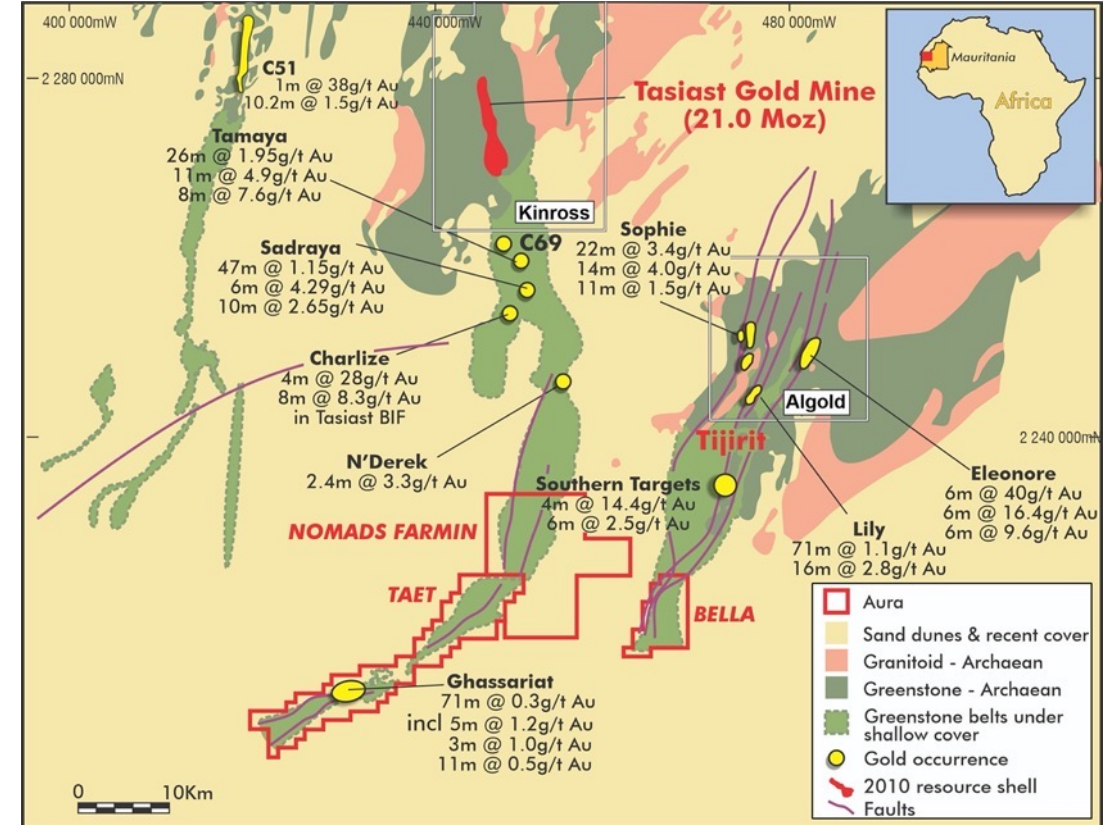 400 000mW
440 000mW
480 000mW
2 280 000mN
C51
1m @ 38g/t Au
10.2m @ 1.5g/t Au
Tamaya
26m @ 1.95g/t Au
11m @ 4.9g/t Au
8m @ 7.6g/t Au
Tasiast Gold Mine
(21.0 Moz)
Mauritania
Africa
Kinross
C69
Sadraya
47m @ 1.15g/t Au
6m @ 4.29g/t Au
10m @ 2.65g/t Au
Sophie
22m @ 3.4g/t Au
14m @ 4.0g/t Au
11m @ 1.5g/t Au
Charlize
4m @ 28g/t Au
8m @ 8.3g/t Au
in Tasiast BIF
Algold
Tijirit
2 240 000mN
N'Derek
2.4m @ 3.3g/t Au
Southern Targets
4m @ 14.4g/t Au
6m @ 2.5g/t Au
Eleonore
6m @ 40g/t Au
6m @ 16.4g/t Au
6m @ 9.6g/t Au
Lily
71m @ 1.1g/t Au
16m @ 2.8g/t Au
NOMADS FARMIN
TAET
BELLA
Ghassariat
71m @ 0.3g/t Au
incl 5m @ 1.2g/t Au
3m @ 1.0g/t Au
11m @ 0.5g/t Au
Aura
Sand dunes & recent cover
Granitoid - Archaean
Greenstone - Archaean
Greenstone belts under
shallow cover
Gold occurrence
2010 resource shell
Faults
0 10Km